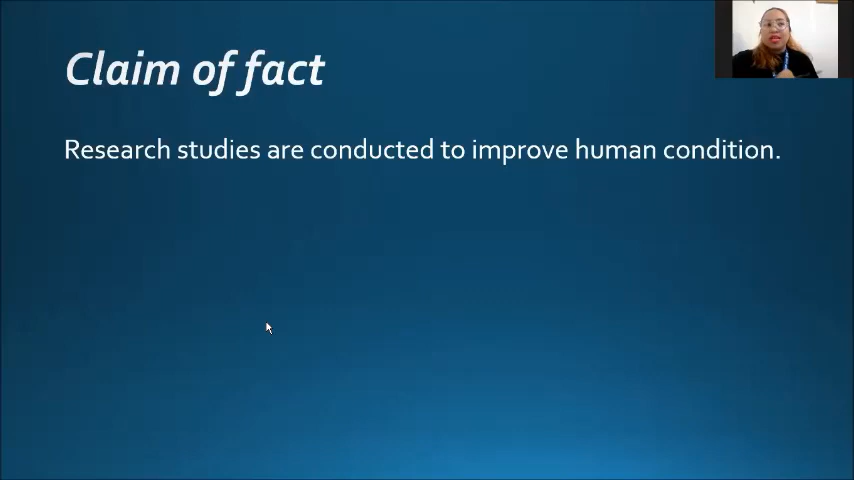 Claim of fact
Research studies are conducted to improve human condition.